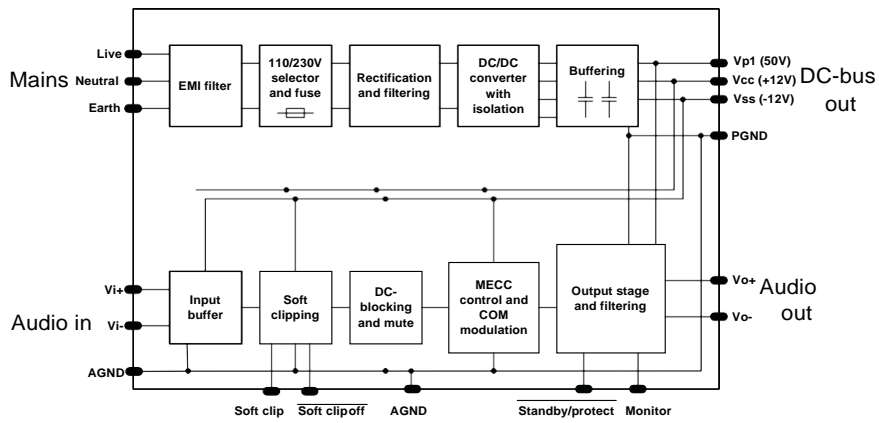 Mains
Live
Neutral
Earth
EMI filter
110/230V
selector
and fuse
Rectification
and filtering
DC/DC
converter
with
isolation
Buffering
Vp1 (50V)
Vcc (+12V)
Vss (-12V)
DC-bus
out
PGND
Audio in
Vi+
Vi-
AGND
Input
buffer
Soft
clipping
DC-
blocking
and mute
MECC
control and
COM
modulation
Output stage
and filtering
Vo+
Vo-
Audio
out
Soft clip
Soft clipoff
AGND
Standby/protect
Monitor